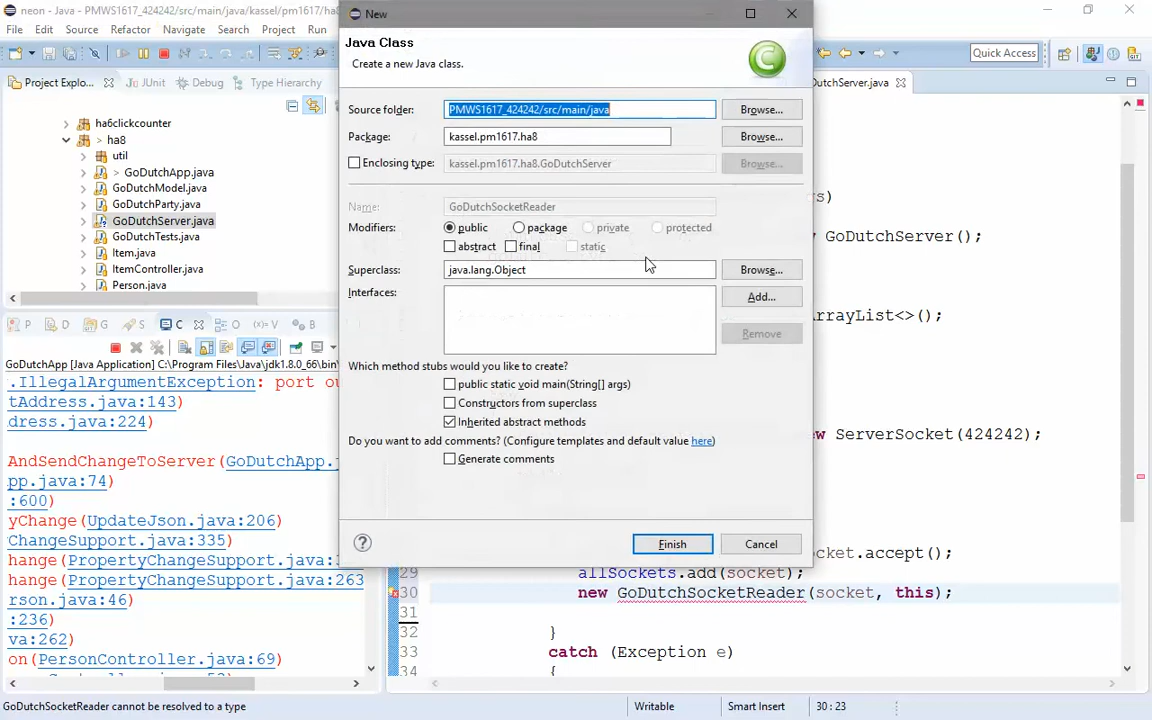 neon - Java - PMWS1617_424242/src/main/java/kassel/pm1617/ha
File Edit Source Refactor Navigate Search Project Run
Quick Access
Project Explo... JUnit Debug Type Hierarchy
DutchServer.java
ha6clickcounter
> ha8
util
> GoDutchApp.java
GoDutchModel.java
GoDutchParty.java
GoDutchServer.java
GoDutchTests.java
Item.java
ItemController.java
Person.java
P D G S C O (x)= V B
GoDutchApp [Java Application] C:\Program Files\Java\jdk1.8.0_66\bin\
.IllegalArgumentException: port ou
tAddress.java:143)
dress.java:224)
AndSendChangeToServer(GoDutchApp.j
pp.java:74)
:600)
yChange(UpdateJson.java:206)
ChangeSupport.java:335)
hange(PropertyChangeSupport.java:
hange(PropertyChangeSupport.java:263
rson.java:46)
:236)
va:262)
on(PersonController.java:69)
New
Java Class
Create a new Java class.
Source folder: PMWS1617_424242/src/main/java Browse...
Package: kassel.pm1617.ha8 Browse...
Enclosing type: kassel.pm1617.ha8.GoDutchServer Browse...
Name: GoDutchSocketReader
Modifiers: public package private protected
abstract final static
Superclass: java.lang.Object Browse...
Interfaces: Add...
Remove
Which method stubs would you like to create?
public static void main(String[] args)
Constructors from superclass
Inherited abstract methods
Do you want to add comments? (Configure templates and default value here)
Generate comments
? Finish Cancel
s)
w GoDutchServer();
rrayList<>();
ew ServerSocket(424242);
ocket.accept();
29 allSockets.add(socket);
30 new GoDutchSocketReader(socket, this);
31
32 }
33 catch (Exception e)
34 {
GoDutchSocketReader cannot be resolved to a type
Writable Smart Insert 30 : 23